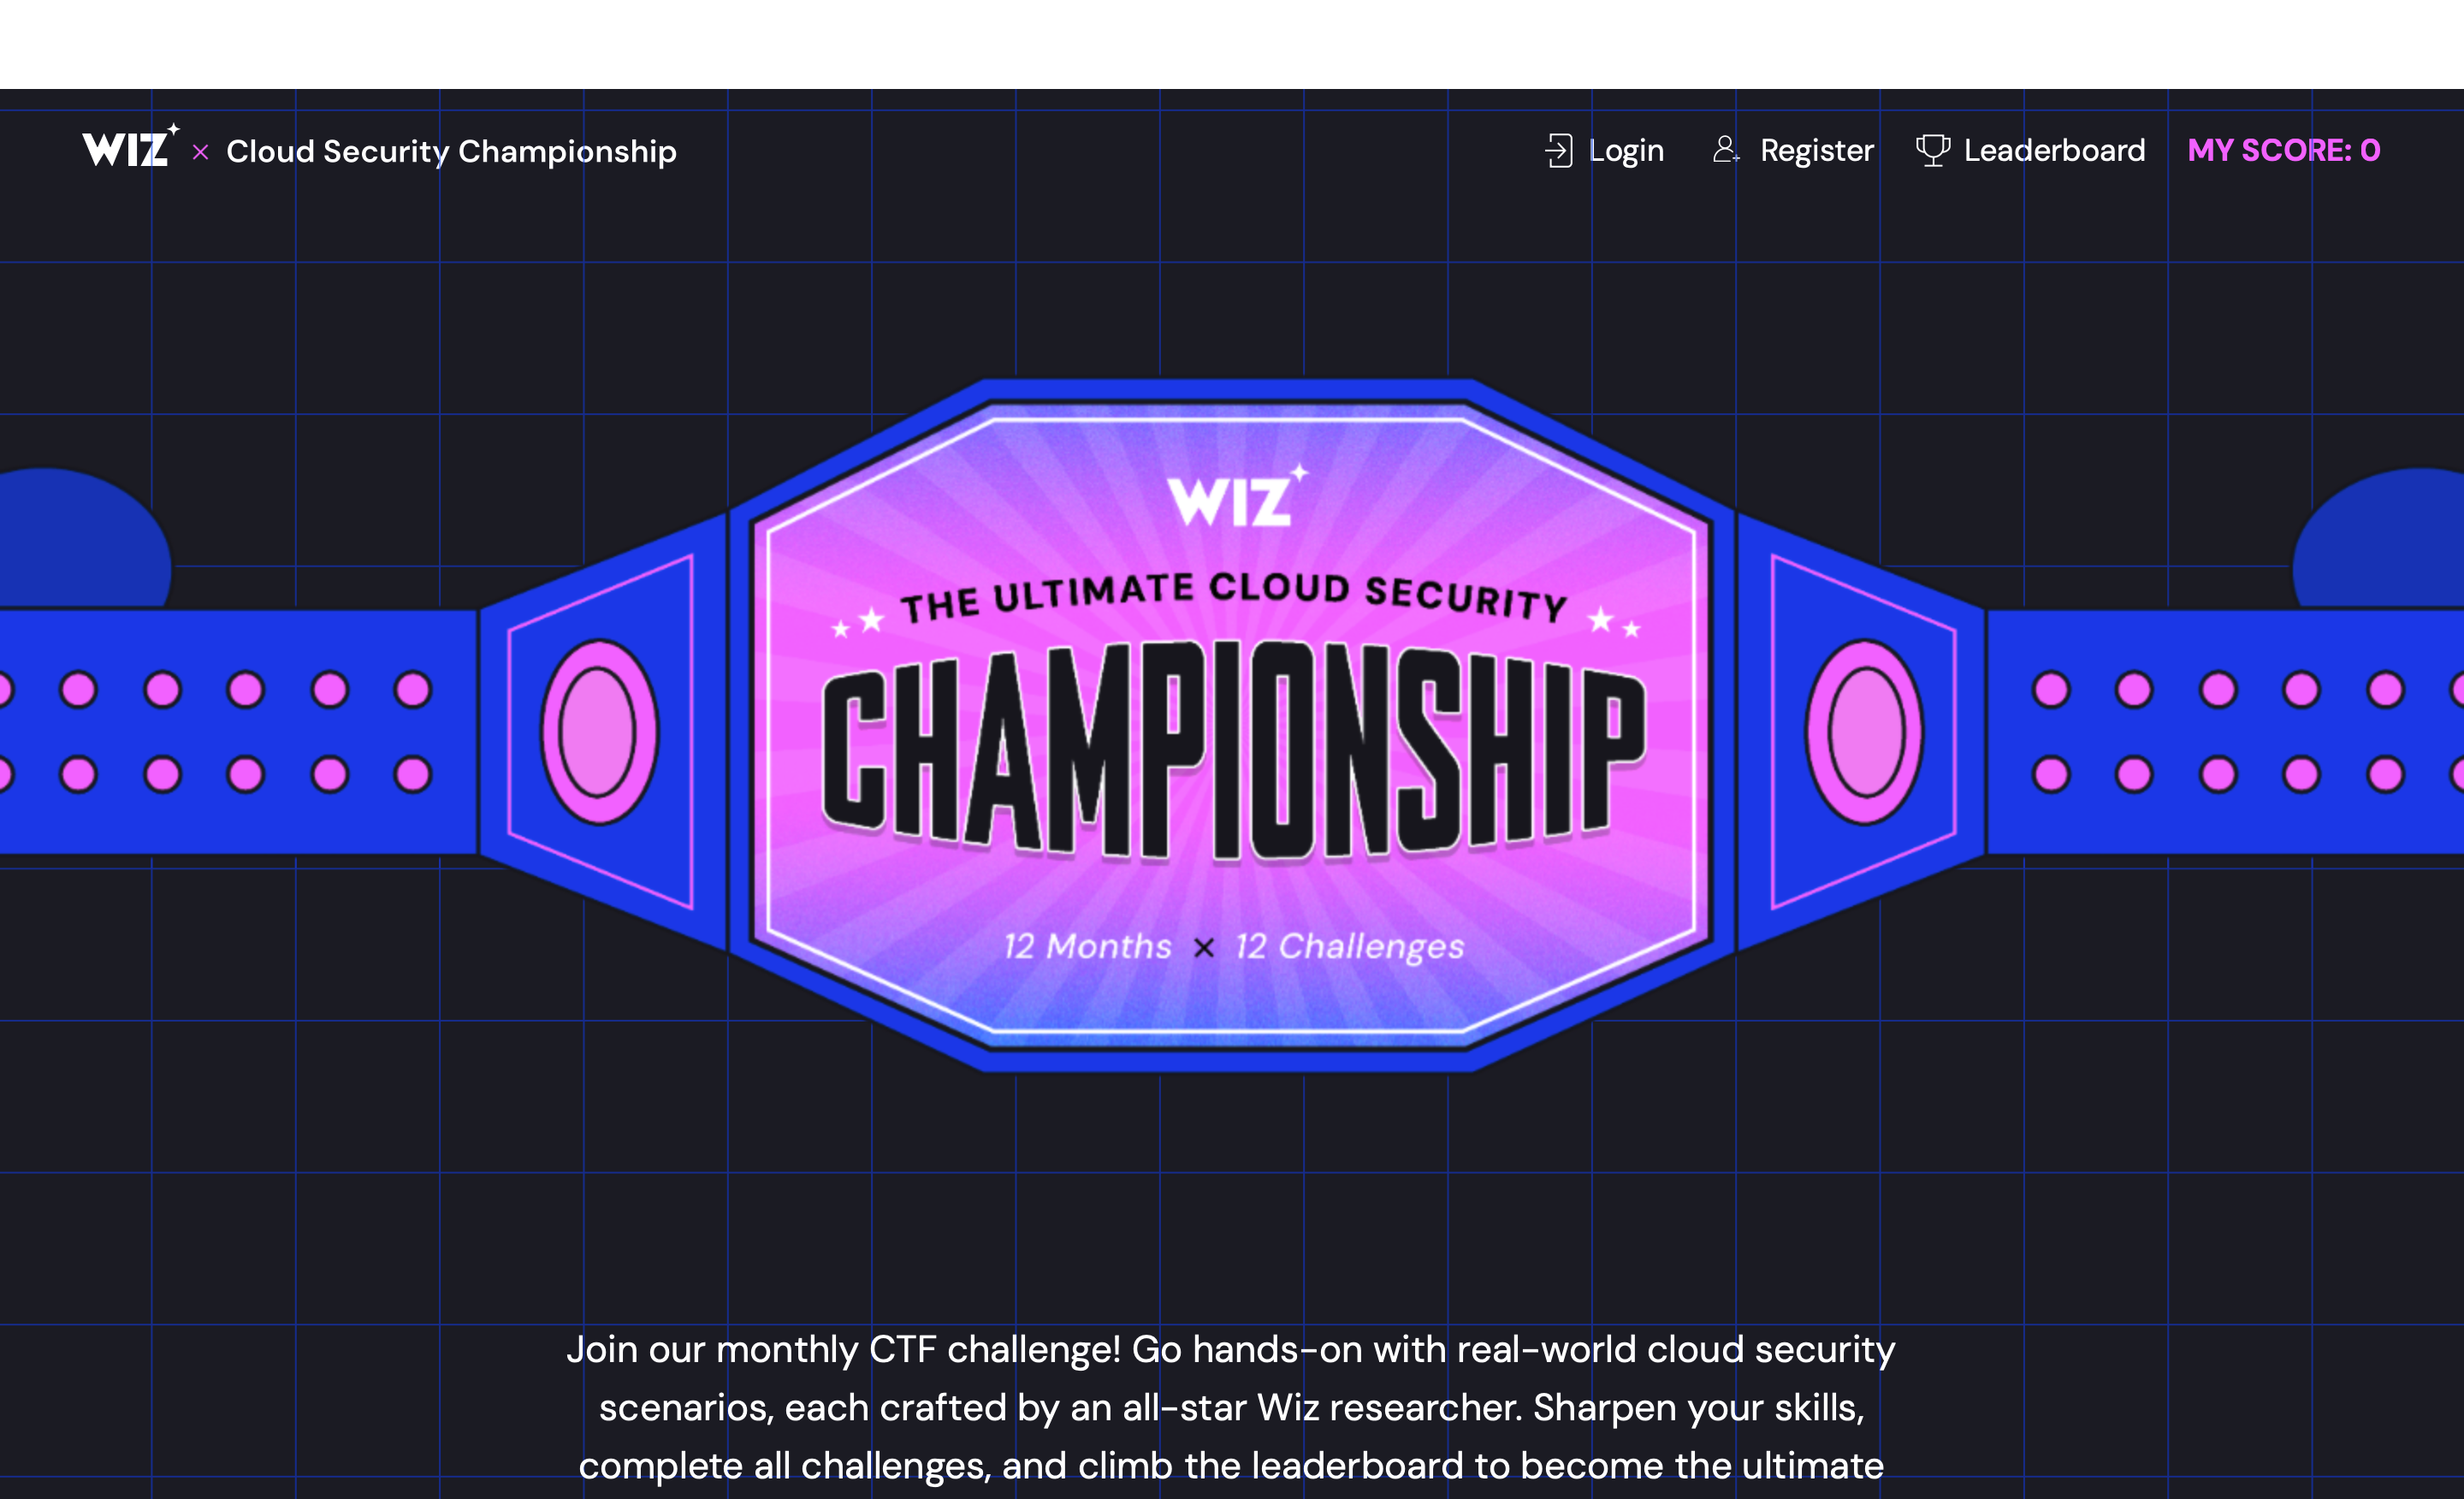 WIZ × Cloud Security Championship
Login Register Leaderboard MY SCORE: 0
WIZ
THE ULTIMATE CLOUD SECURITY
CHAMPIONSHIP
12 Months × 12 Challenges
Join our monthly CTF challenge! Go hands-on with real-world cloud security
scenarios, each crafted by an all-star Wiz researcher. Sharpen your skills,
complete all challenges, and climb the leaderboard to become the ultimate